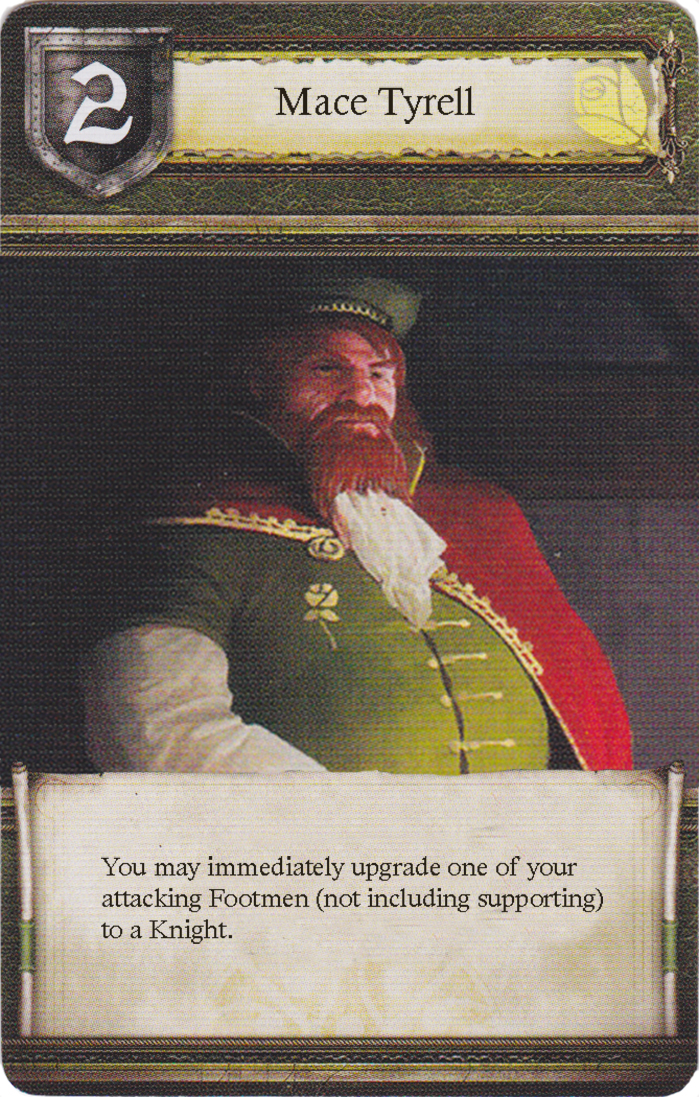 2
Mace Tyrell
You may immediately upgrade one of your
attacking Footmen (not including supporting)
to a Knight.